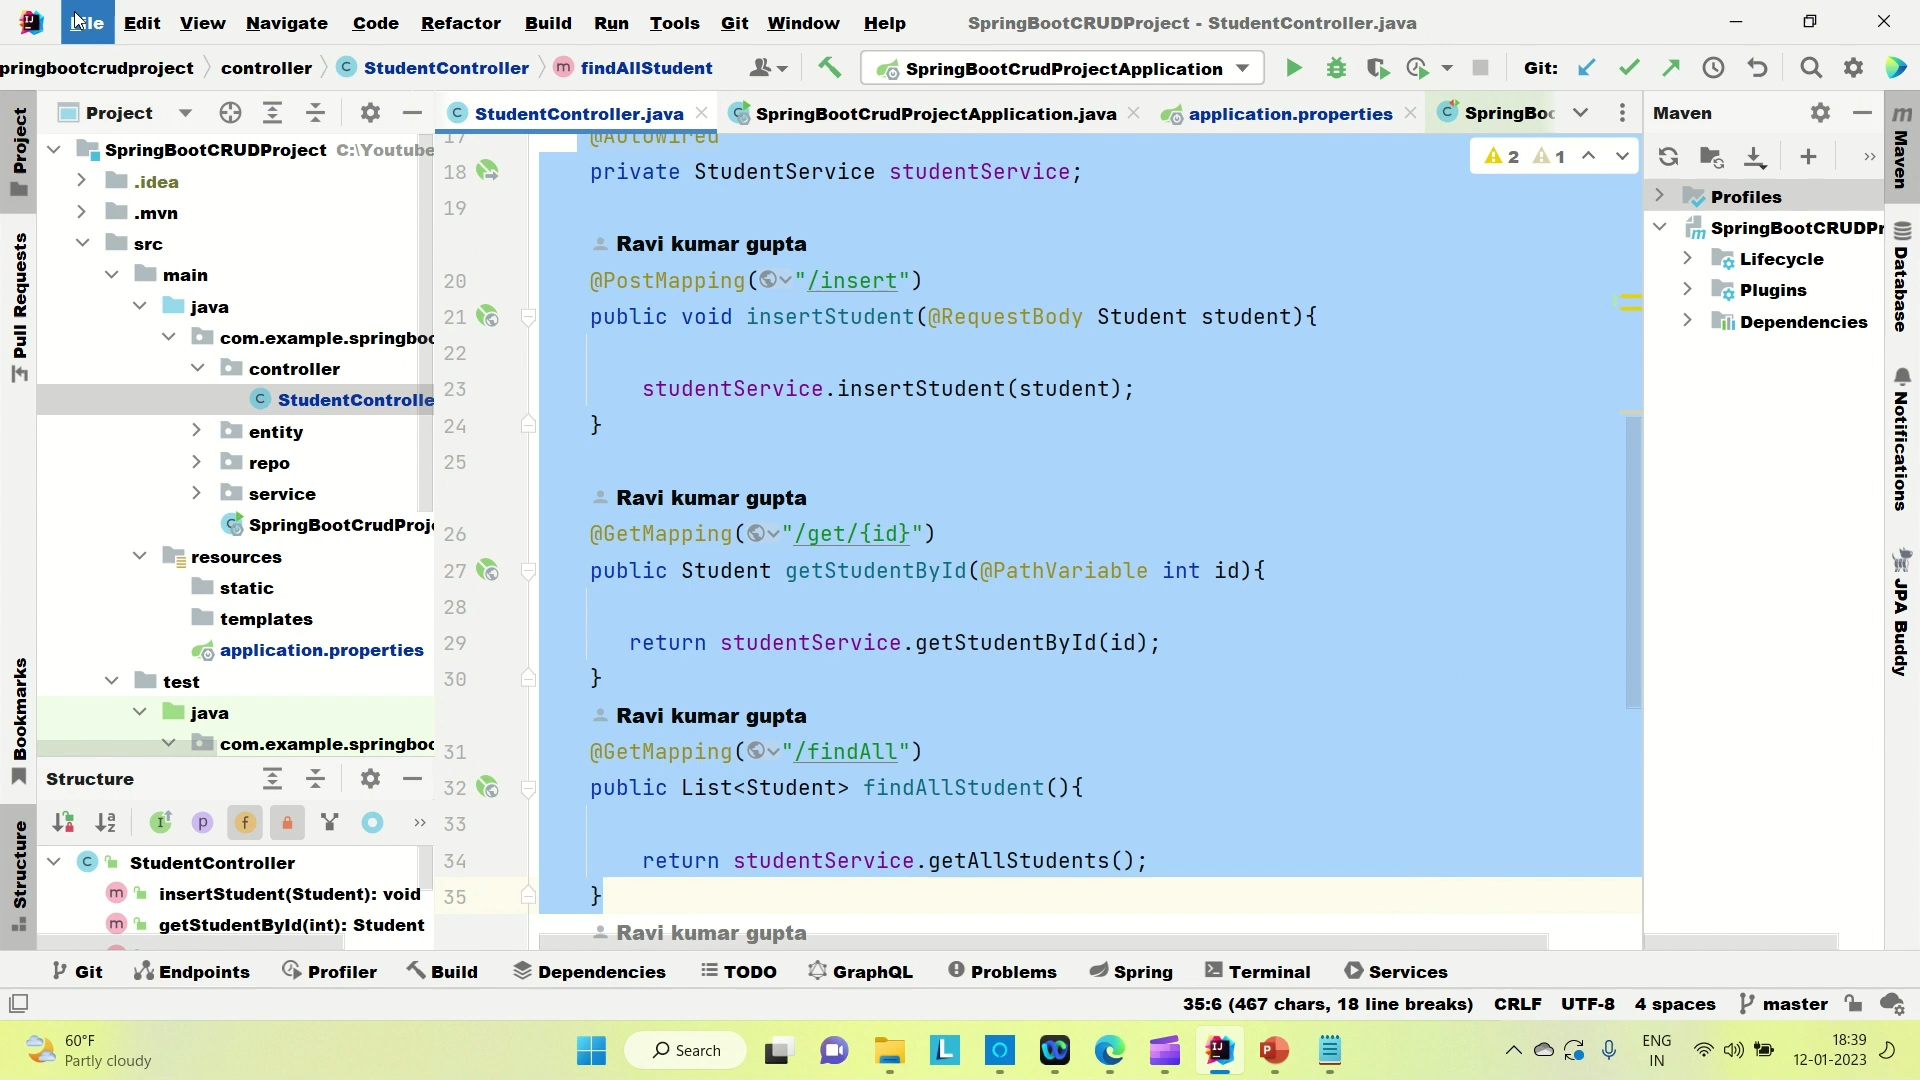 File Edit View Navigate Code Refactor Build Run Tools Git Window Help SpringBootCRUDProject - StudentController.java
pringbootcrudproject controller StudentController findAllStudent SpringBootCrudProjectApplication Git:
Project StudentController.java SpringBootCrudProjectApplication.java application.properties SpringBoo Maven
SpringBootCRUDProject C:\Youtube
.idea
.mvn
src
main
java
com.example.springboo
controller
StudentControlle
entity
repo
service
SpringBootCrudProje
resources
static
templates
application.properties
test
java
com.example.springboo
Structure
StudentController
insertStudent(Student): void
getStudentById(int): Student
17 @Autowired
18 private StudentService studentService;
19
Ravi kumar gupta
20 @PostMapping("/insert")
21 public void insertStudent(@RequestBody Student student){
22
23 studentService.insertStudent(student);
24 }
25
Ravi kumar gupta
26 @GetMapping("/get/{id}")
27 public Student getStudentById(@PathVariable int id){
28
29 return studentService.getStudentById(id);
30 }
Ravi kumar gupta
31 @GetMapping("/findAll")
32 public List<Student> findAllStudent(){
33
34 return studentService.getAllStudents();
35 }
Ravi kumar gupta
2 1
Profiles
SpringBootCRUDPr
Lifecycle
Plugins
Dependencies
Project
Pull Requests
Bookmarks
Structure
Maven
Database
Notifications
JPA Buddy
Git Endpoints Profiler Build Dependencies TODO GraphQL Problems Spring Terminal Services
35:6 (467 chars, 18 line breaks) CRLF UTF-8 4 spaces master
60°F
Partly cloudy
Search
ENG
IN
18:39
12-01-2023